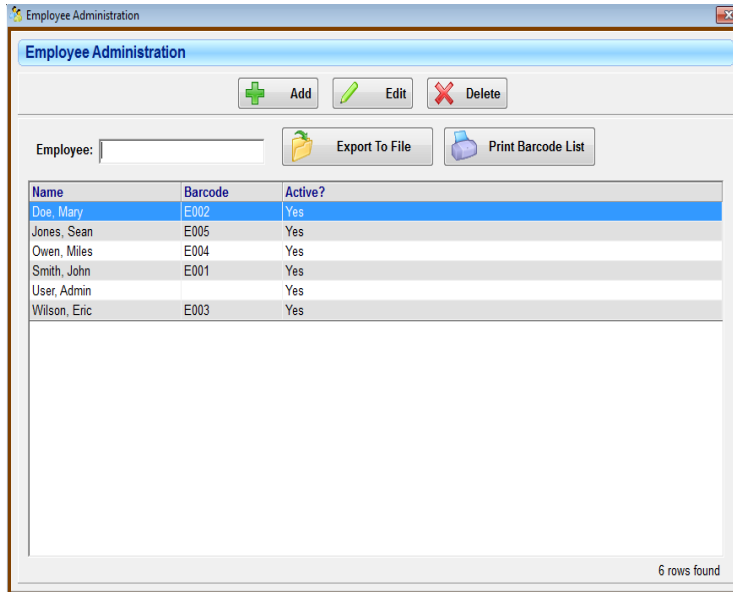 Employee Administration
Employee Administration
Add Edit Delete
Employee: Export To File Print Barcode List
Name Barcode Active?
Doe, Mary E002 Yes
Jones, Sean E005 Yes
Owen, Miles E004 Yes
Smith, John E001 Yes
User, Admin Yes
Wilson, Eric E003 Yes
6 rows found